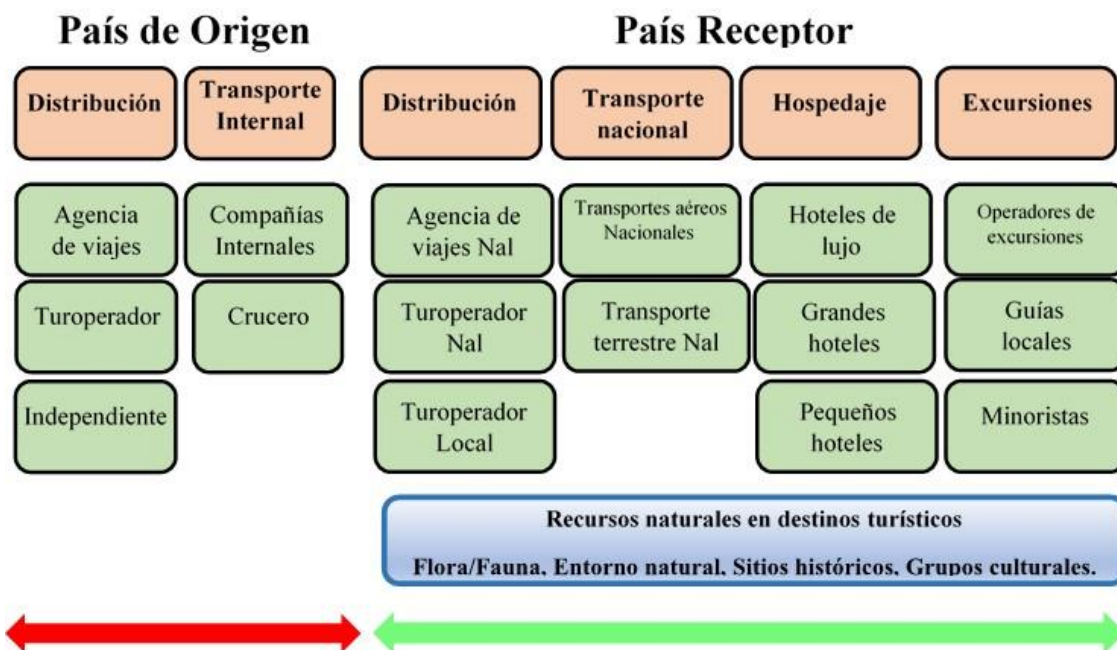 País de Origen
País Receptor
Distribución
Transporte
Internal
Distribución
Transporte
nacional
Hospedaje
Excursiones
Agencia
de viajes
Compañías
Internales
Agencia de
viajes Nal
Transportes aéreos
Nacionales
Hoteles de
lujo
Operadores de
excursiones
Turoperador
Crucero
Turoperador
Nal
Transporte
terrestre Nal
Grandes
hoteles
Guías
locales
Independiente
Turoperador
Local
Pequeños
hoteles
Minoristas
Recursos naturales en destinos turísticos
Flora/Fauna, Entorno natural, Sitios históricos, Grupos culturales.